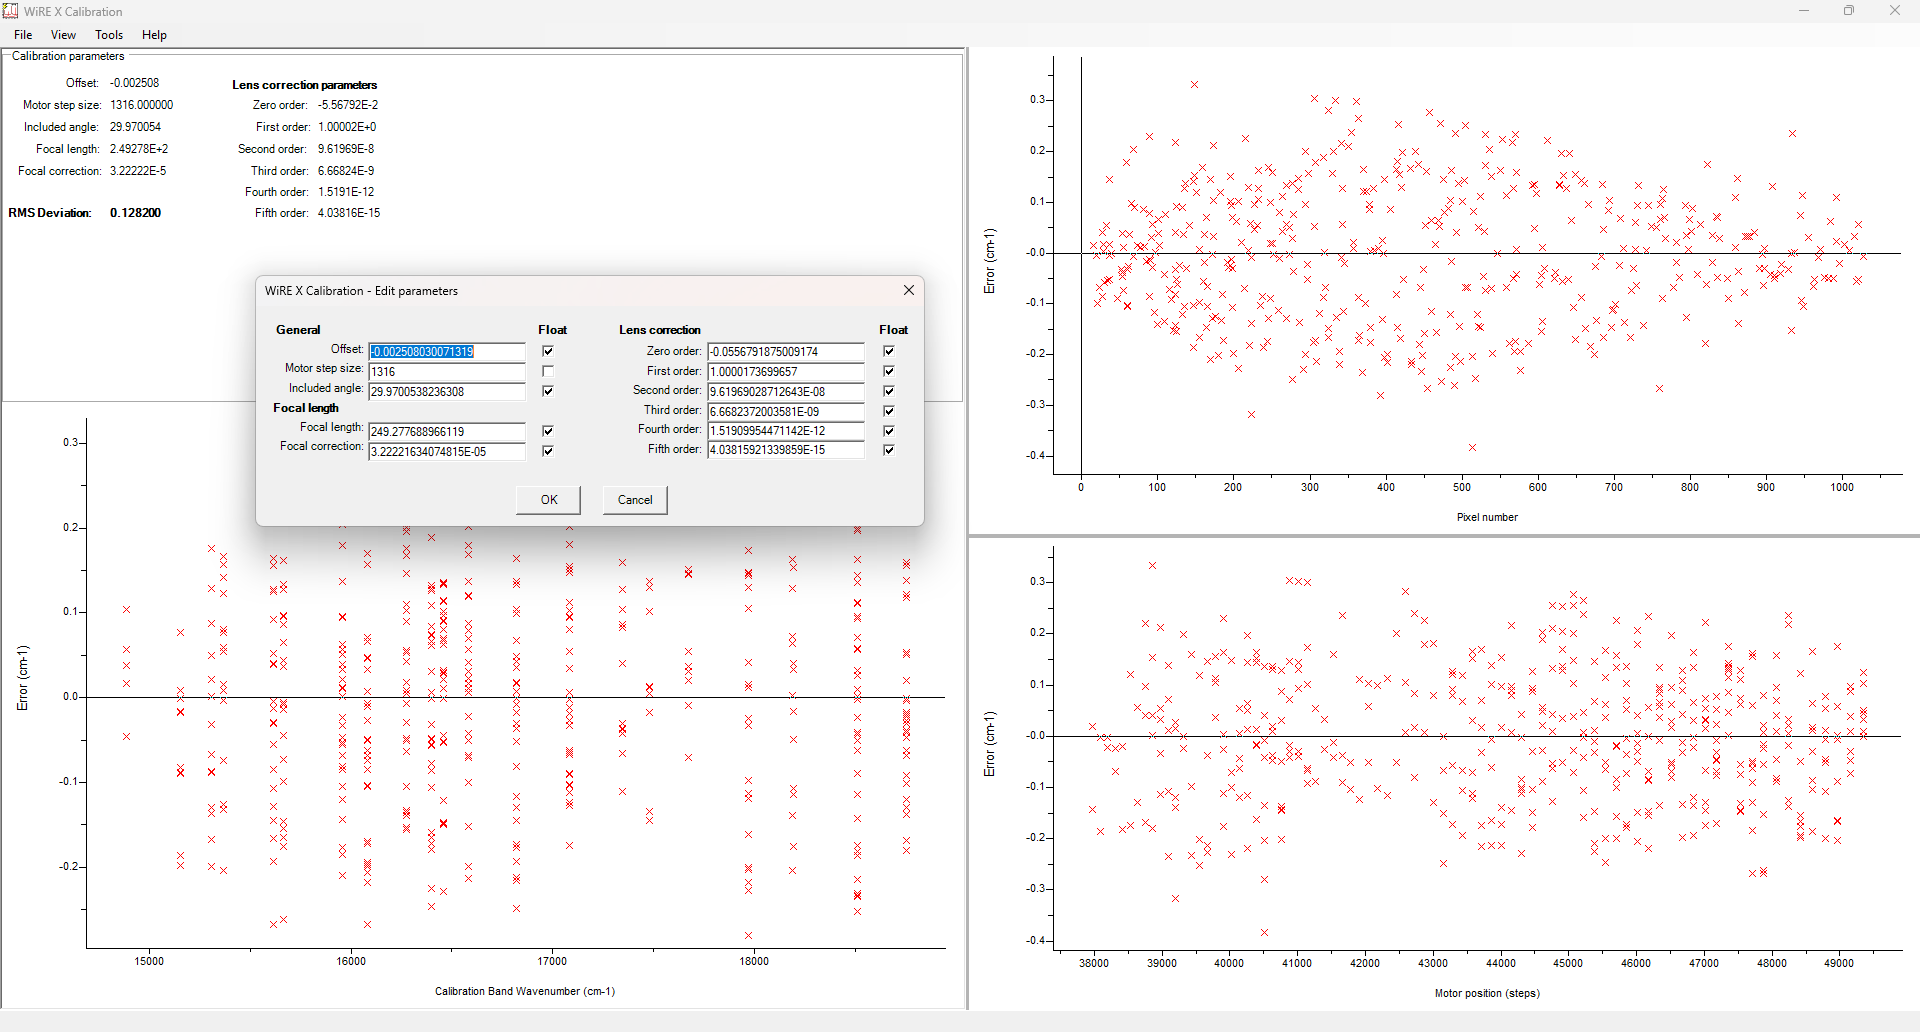 WiRE X Calibration
File View Tools Help
Calibration parameters
Offset: -0.002508
Motor step size: 1316.000000
Included angle: 29.970054
Focal length: 2.49278E+2
Focal correction: 3.22222E-5
RMS Deviation: 0.128200
Lens correction parameters
Zero order: -5.56792E-2
First order: 1.00002E+0
Second order: 9.61969E-8
Third order: 6.66824E-9
Fourth order: 1.5191E-12
Fifth order: 4.03816E-15
WiRE X Calibration - Edit parameters
General Float
Offset: -0.002508030071319
Motor step size: 1316
Included angle: 29.9700538236308
Focal length
Focal length: 249.277688966119
Focal correction: 3.22221634074815E-05
Lens correction Float
Zero order: -0.0556791875009174
First order: 1.0000173699657
Second order: 9.61969028712643E-08
Third order: 6.6682372003581E-09
Fourth order: 1.51909954471142E-12
Fifth order: 4.03815921339859E-15
OK Cancel
0.3
0.2
0.1
0.0
-0.1
-0.2
Error (cm-1)
15000 16000 17000 18000
Calibration Band Wavenumber (cm-1)
0.3
0.2
0.1
-0.0
-0.1
-0.2
-0.3
-0.4
Error (cm-1)
0 100 200 300 400 500 600 700 800 900 1000
Pixel number
0.3
0.2
0.1
-0.0
-0.1
-0.2
-0.3
-0.4
Error (cm-1)
38000 39000 40000 41000 42000 43000 44000 45000 46000 47000 48000 49000
Motor position (steps)